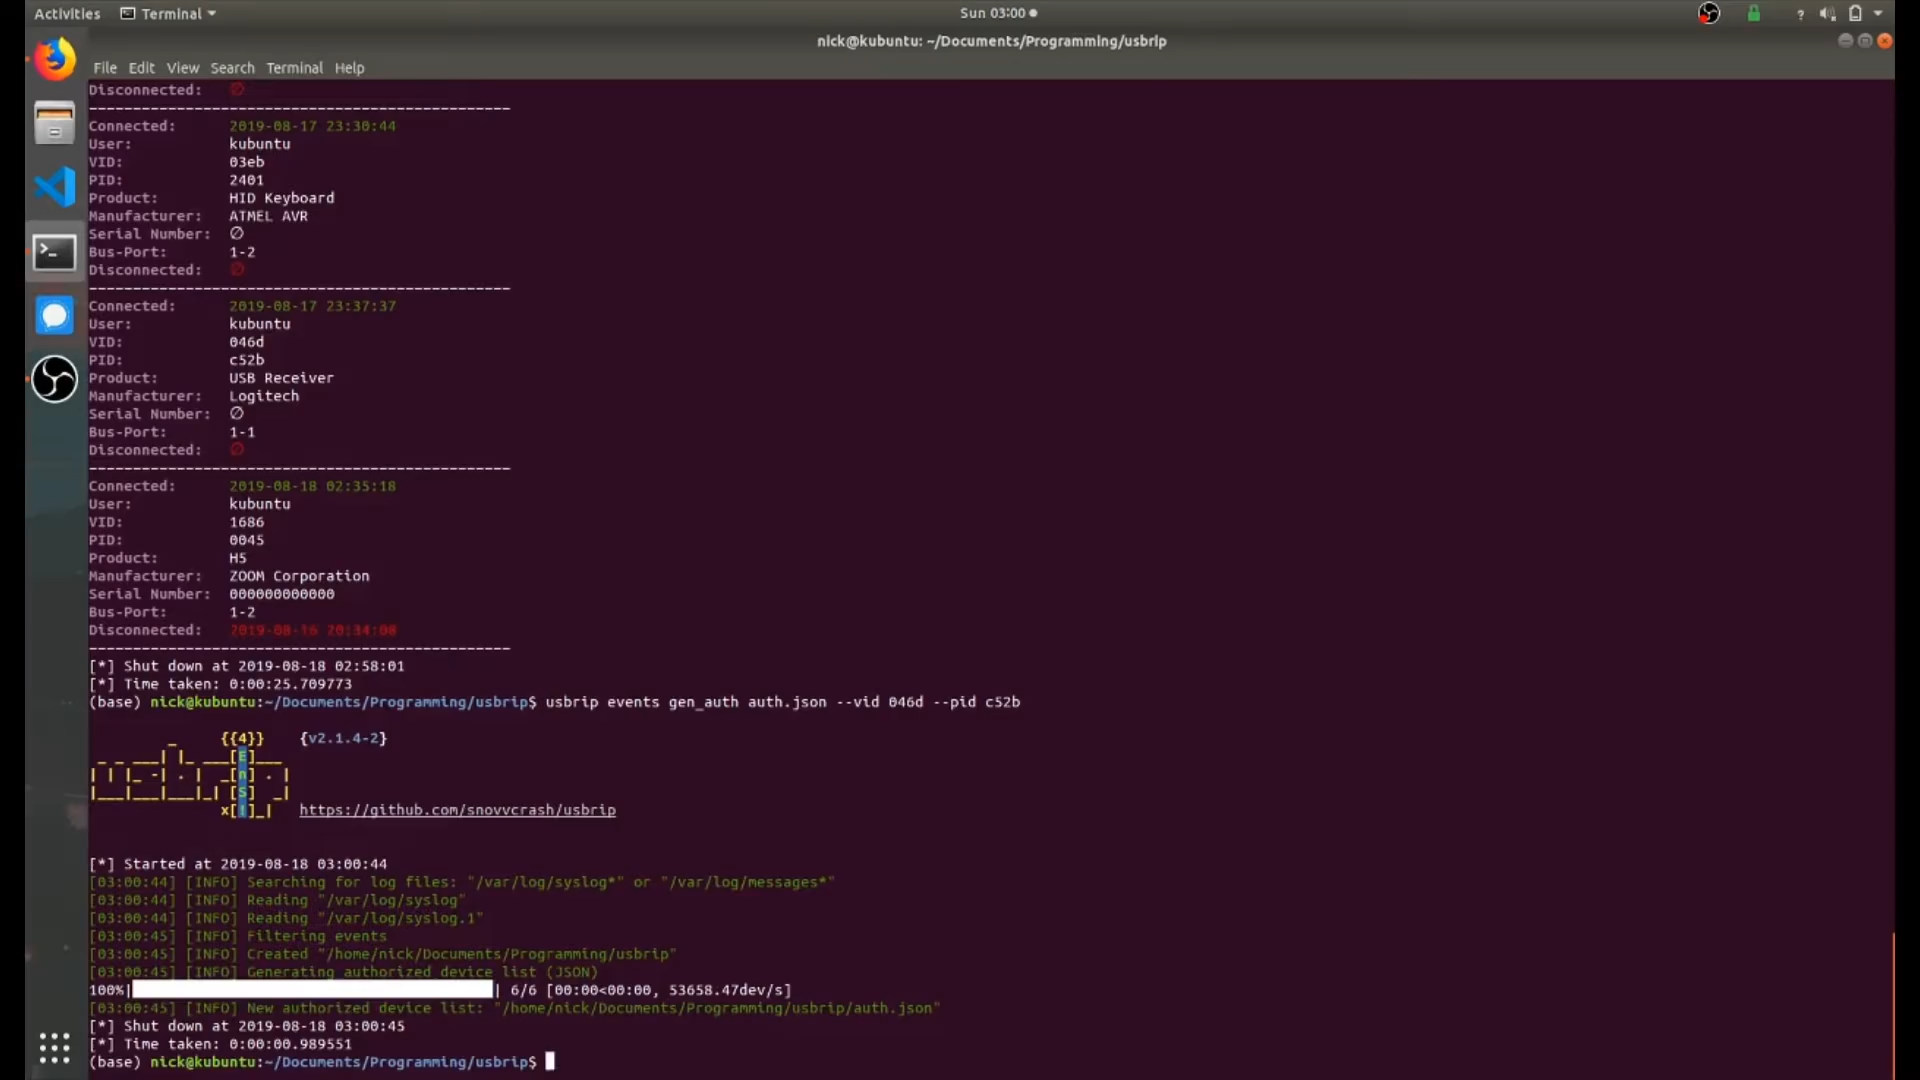 Activities Terminal Sun 03:00
nick@kubuntu: ~/Documents/Programming/usbrip
File Edit View Search Terminal Help
Disconnected: ∅
------------------------------------------------
Connected: 2019-08-17 23:30:44
User: kubuntu
VID: 03eb
PID: 2401
Product: HID Keyboard
Manufacturer: ATMEL AVR
Serial Number: ∅
Bus-Port: 1-2
Disconnected: ∅
------------------------------------------------
Connected: 2019-08-17 23:37:37
User: kubuntu
VID: 046d
PID: c52b
Product: USB Receiver
Manufacturer: Logitech
Serial Number: ∅
Bus-Port: 1-1
Disconnected: ∅
------------------------------------------------
Connected: 2019-08-18 02:35:18
User: kubuntu
VID: 1686
PID: 0045
Product: H5
Manufacturer: ZOOM Corporation
Serial Number: 000000000000
Bus-Port: 1-2
Disconnected: 2019-08-16 20:34:08
------------------------------------------------
[*] Shut down at 2019-08-18 02:58:01
[*] Time taken: 0:00:25.709773
(base) nick@kubuntu:~/Documents/Programming/usbrip$ usbrip events gen_auth auth.json --vid 046d --pid c52b
_ {{4}} {v2.1.4-2}
_ _ ___| |_ ___[E]___
| | |_ -| . | _[n] . |
|___|___|___|_| [S] _|
x[!]_| https://github.com/snovvcrash/usbrip
[*] Started at 2019-08-18 03:00:44
[03:00:44] [INFO] Searching for log files: "/var/log/syslog*" or "/var/log/messages*"
[03:00:44] [INFO] Reading "/var/log/syslog"
[03:00:44] [INFO] Reading "/var/log/syslog.1"
[03:00:45] [INFO] Filtering events
[03:00:45] [INFO] Created "/home/nick/Documents/Programming/usbrip"
[03:00:45] [INFO] Generating authorized device list (JSON)
100%| | 6/6 [00:00<00:00, 53658.47dev/s]
[03:00:45] [INFO] New authorized device list: "/home/nick/Documents/Programming/usbrip/auth.json"
[*] Shut down at 2019-08-18 03:00:45
[*] Time taken: 0:00:00.989551
(base) nick@kubuntu:~/Documents/Programming/usbrip$